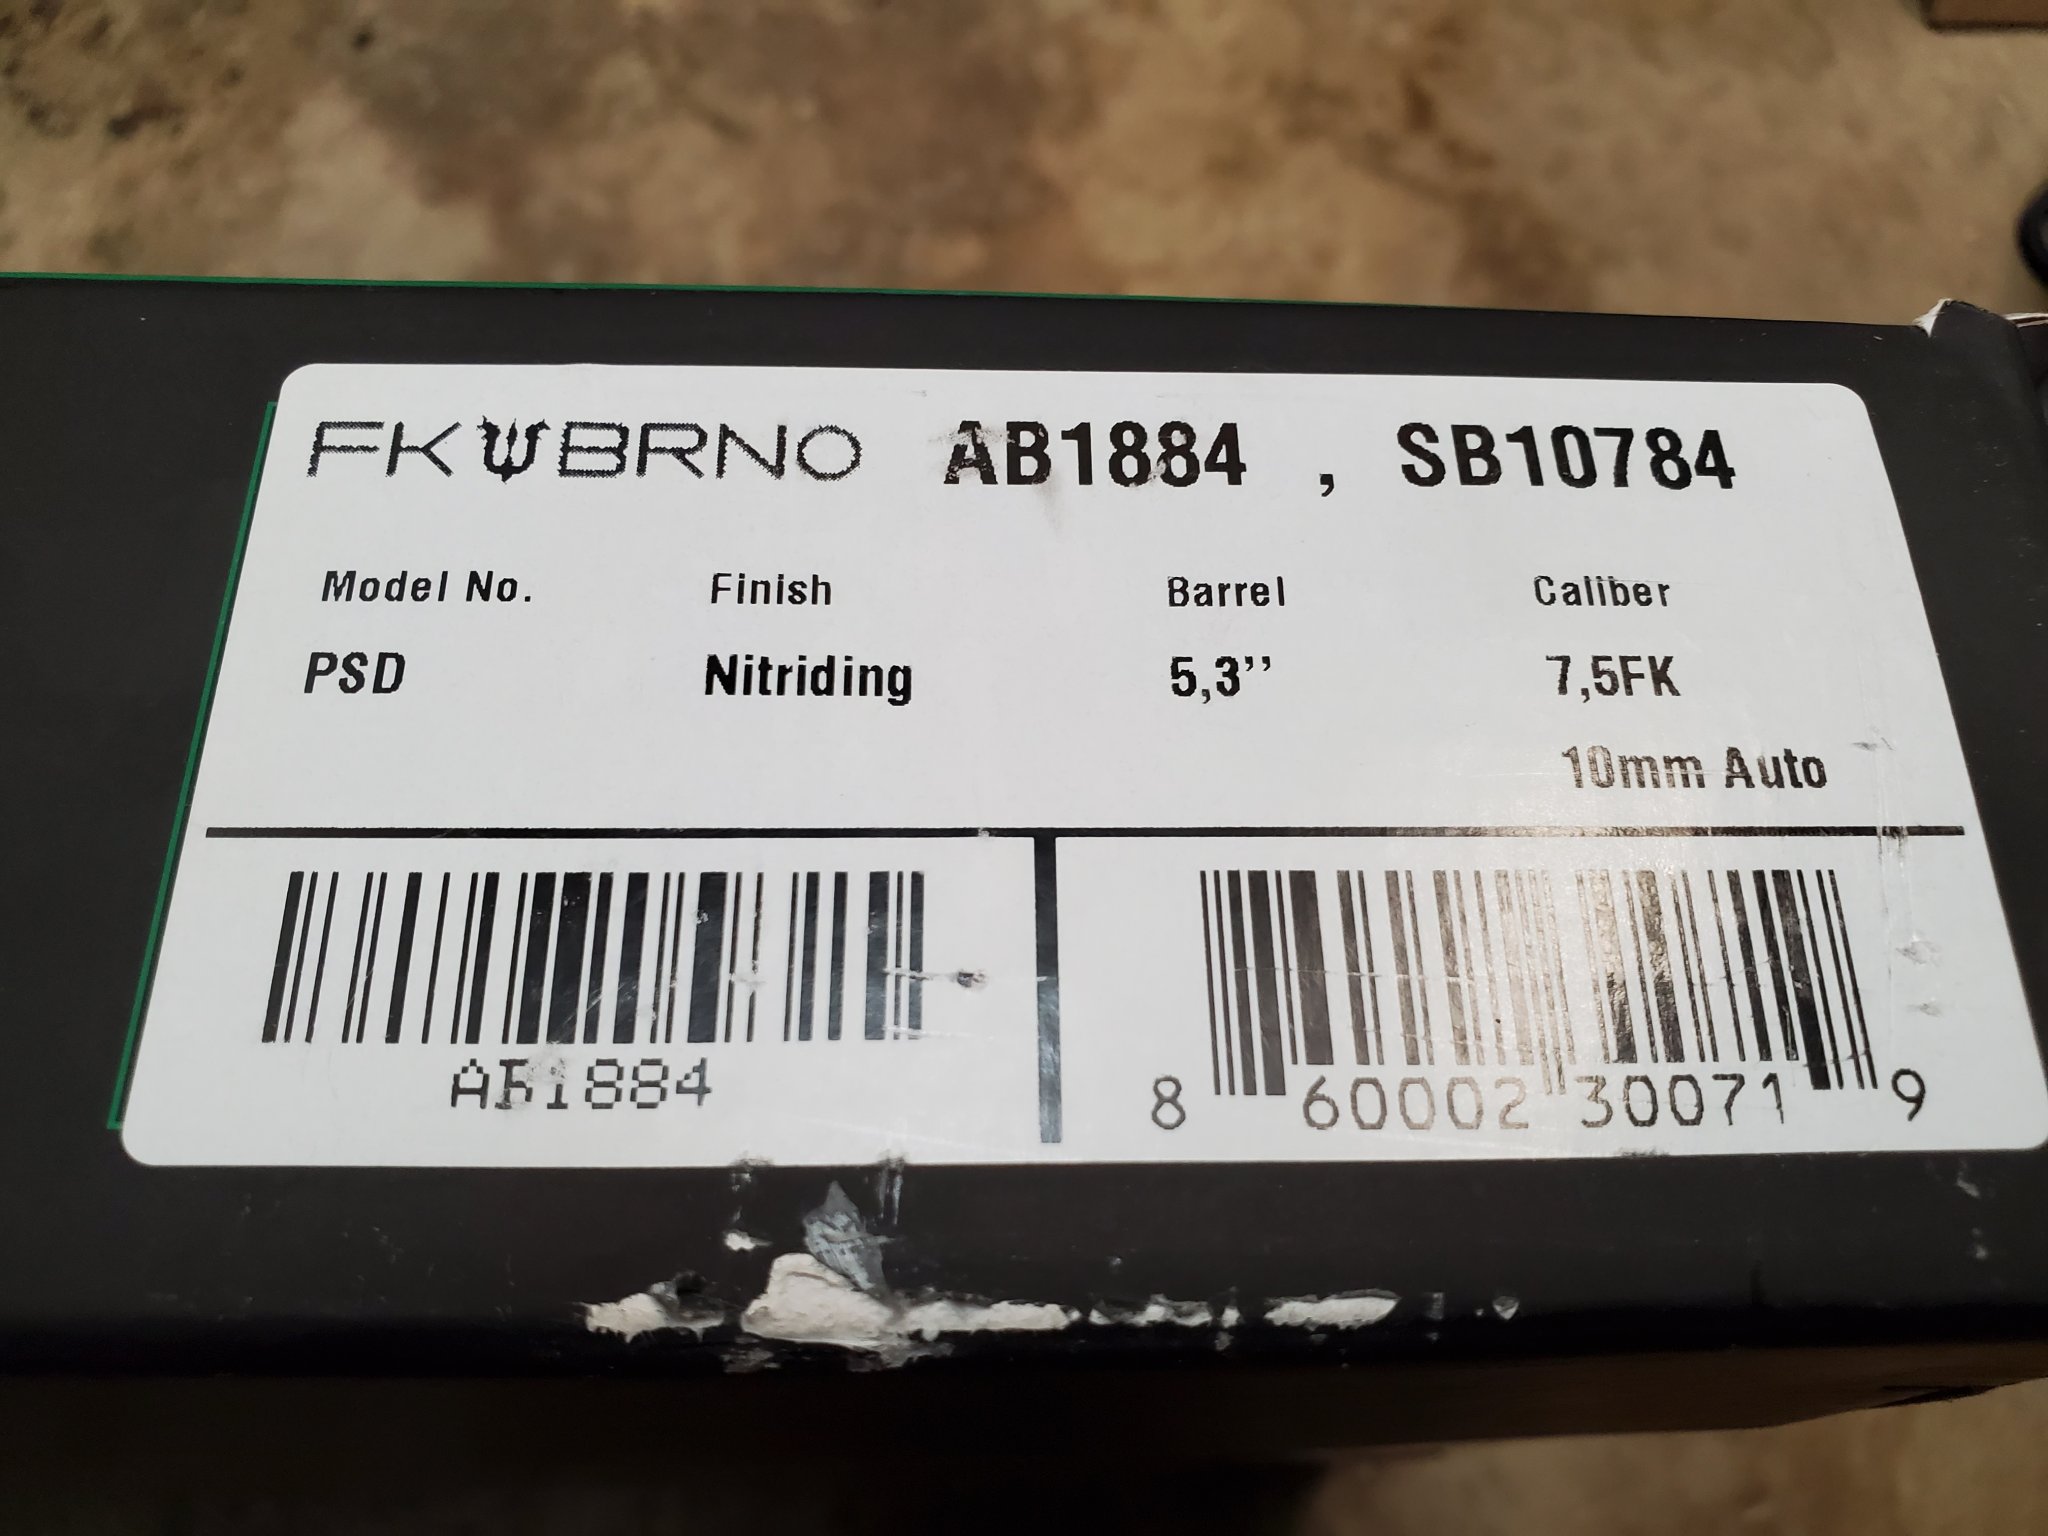 FK BRNO AB1884 , SB10784
Model No. Finish Barrel Caliber
PSD Nitriding 5,3’’ 7,5FK
10mm Auto
AB1884
8 60002 30071 9